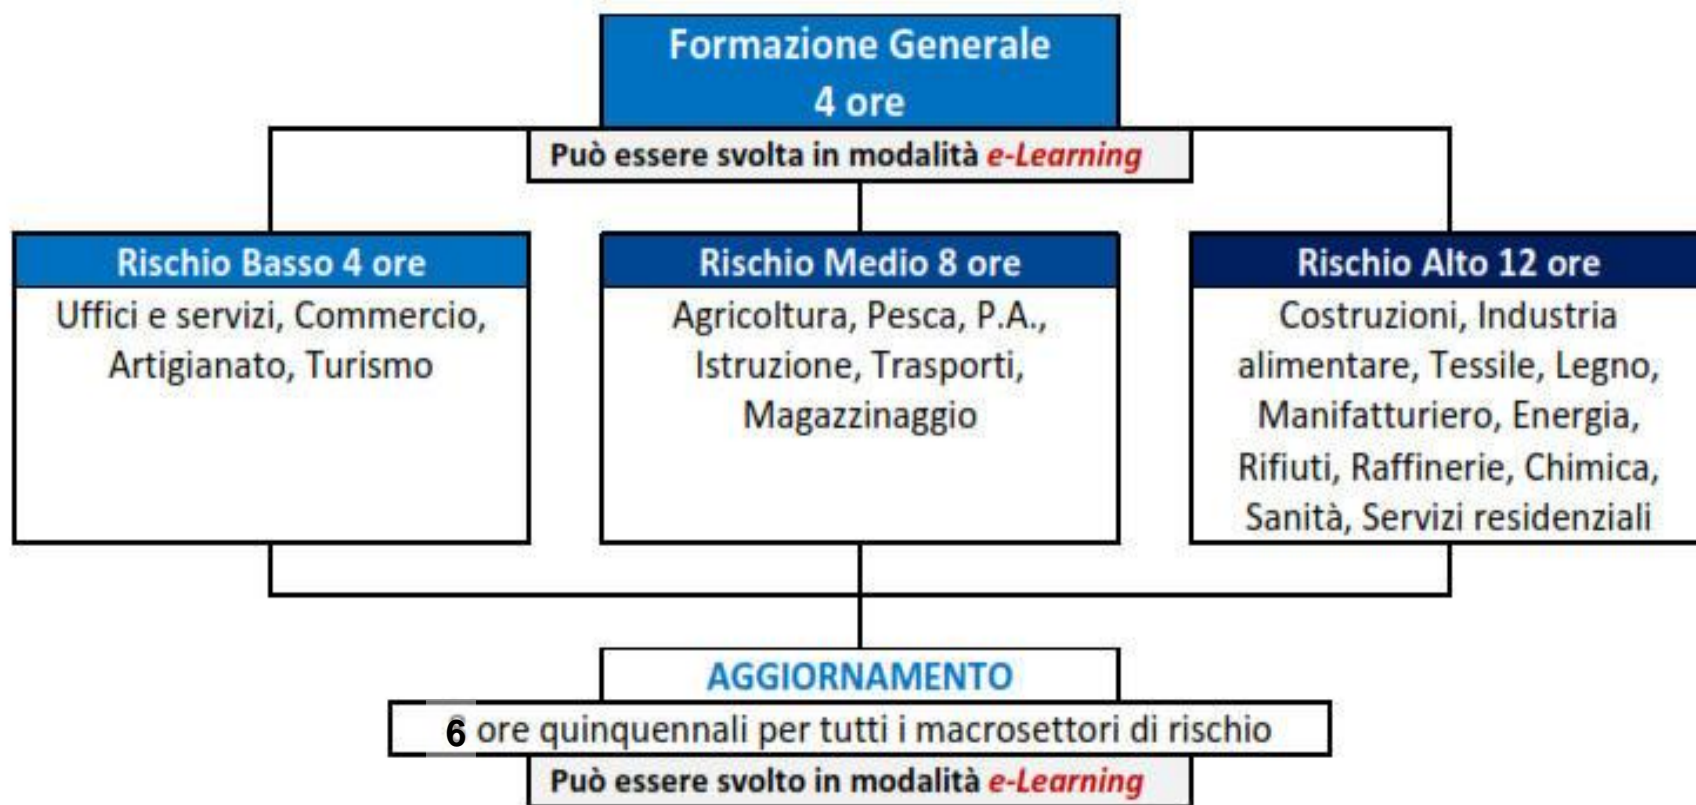 Formazione Generale
4 ore
Può essere svolta in modalità e-Learning
Rischio Basso 4 ore
Uffici e servizi, Commercio,
Artigianato, Turismo
Rischio Medio 8 ore
Agricoltura, Pesca, P.A.,
Istruzione, Trasporti,
Magazzinaggio
Rischio Alto 12 ore
Costruzioni, Industria
alimentare, Tessile, Legno,
Manifatturiero, Energia,
Rifiuti, Raffinerie, Chimica,
Sanità, Servizi residenziali
AGGIORNAMENTO
6 ore quinquennali per tutti i macrosettori di rischio
Può essere svolto in modalità e-Learning